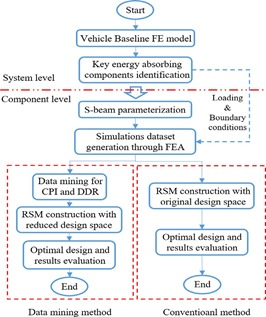 Start
Vehicle Baseline FE model
Key energy absorbing
components identification
System level
Component level
Loading
&
Boundary
conditions
S-beam parameterization
Simulations dataset
generation through FEA
Data mining for
CPI and DDR
RSM construction with
reduced design space
Optimal design and
results evaluation
End
Data mining method
RSM construction with
original design space
Optimal design and
results evaluation
End
Conventioanl method